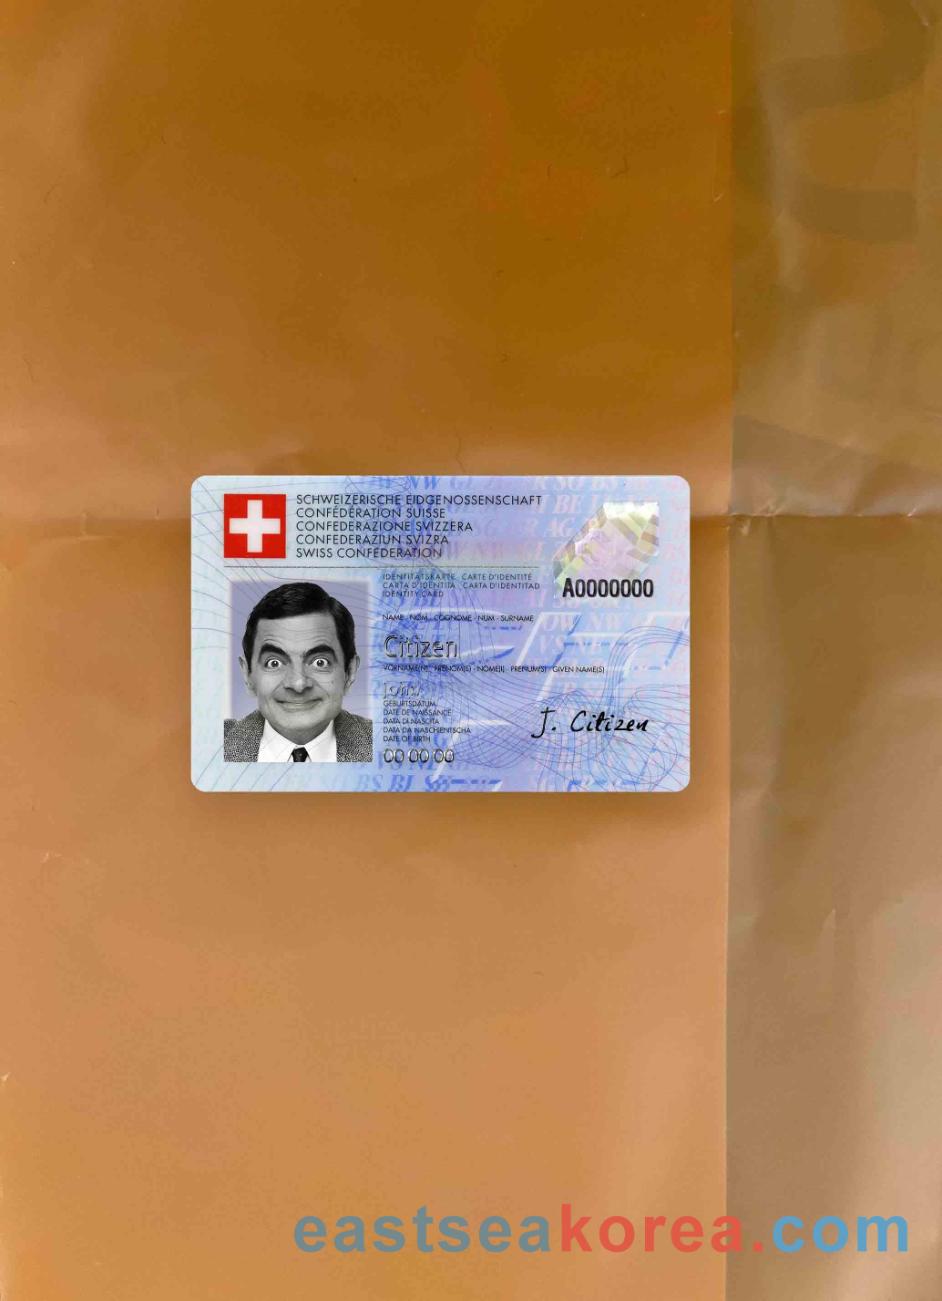 SCHWEIZERISCHE EIDGENOSSENSCHAFT
CONFÉDÉRATION SUISSE
CONFEDERAZIONE SVIZZERA
CONFEDERAZIUN SVIZRA
SWISS CONFEDERATION
A0000000
IDENTITÄTSKARTE CARTE D'IDENTITÉ
CARTA D'IDENTITÀ CARTA D'IDENTITAD
IDENTITY CARD
NAME · NOM · COGNOME · NUM · SURNAME
Citizen
VORNAME(N) · PRÉNOM(S) · NOME(I) · PRENUM(S) · GIVEN NAME(S)
John
GEBURTSDATUM
DATE DE NAISSANCE
DATA DI NASCITA
DATA DA NASCHIENTSCHA
DATE OF BIRTH
00 00 00
J. Citizen
eastseakorea.com